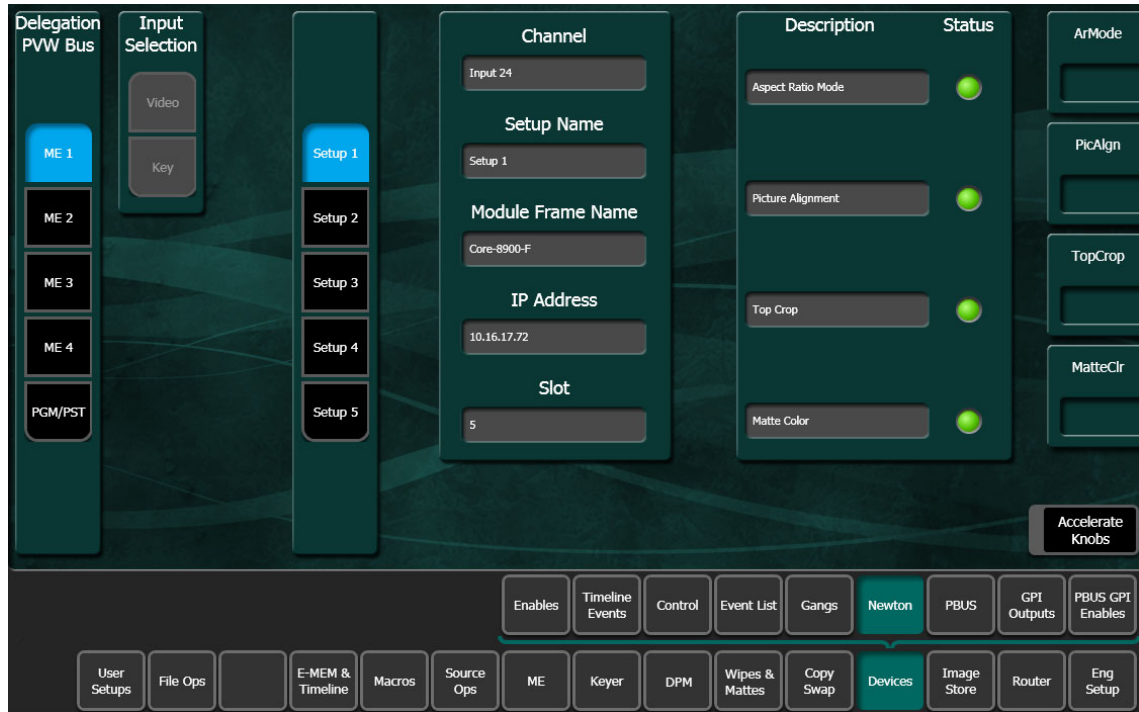 Delegation
PVW Bus
ME 1
ME 2
ME 3
ME 4
PGM/PST
Input
Selection
Video
Key
Setup 1
Setup 2
Setup 3
Setup 4
Setup 5
Channel
Input 24
Setup Name
Setup 1
Module Frame Name
Core-8900-F
IP Address
10.16.17.72
Slot
5
Description
Status
Aspect Ratio Mode
Picture Alignment
Top Crop
Matte Color
ArMode
PicAlgn
TopCrop
MatteClr
Accelerate
Knobs
Enables
Timeline
Events
Control
Event List
Gangs
Newton
PBUS
GPI
Outputs
PBUS GPI
Enables
User
Setups
File Ops
E-MEM &
Timeline
Macros
Source
Ops
ME
Keyer
DPM
Wipes &
Mattes
Copy
Swap
Devices
Image
Store
Router
Eng
Setup